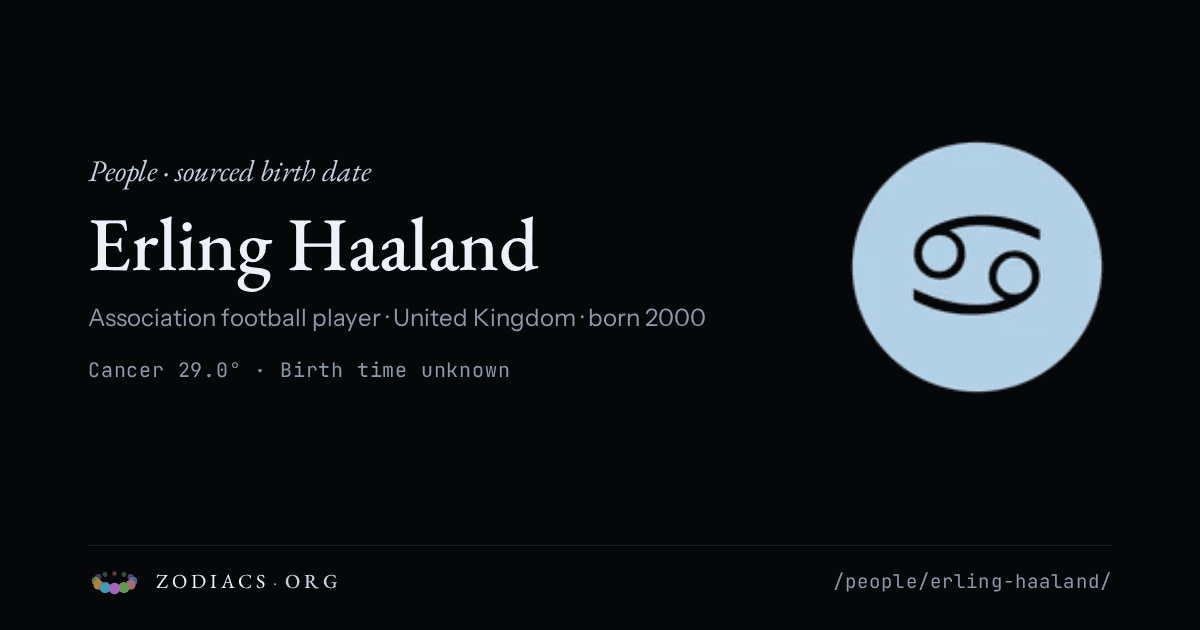 People · sourced birth date
Erling Haaland
Association football player · United Kingdom · born 2000
Cancer 29.0° · Birth time unknown
ZODIACS · ORG
/people/erling-haaland/